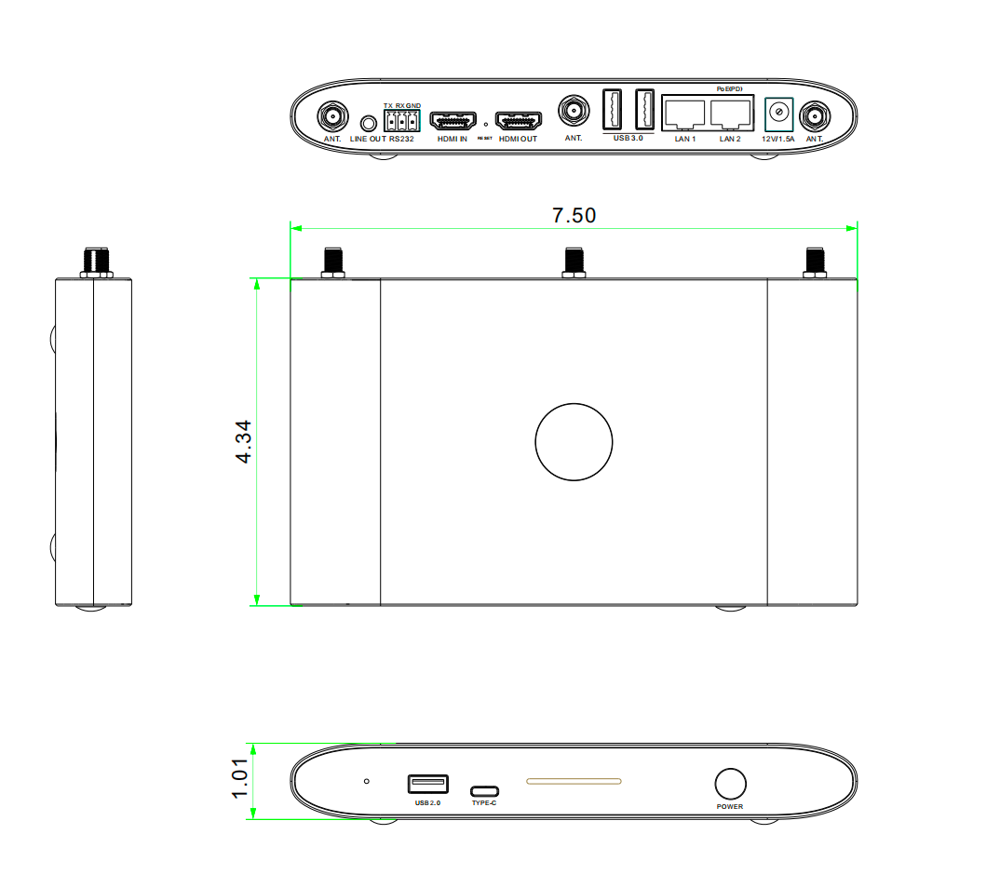 PoE(PD)
TX RX GND
ANT. LINE OUT RS232 HDMI IN RESET HDMI OUT ANT. USB 3.0 LAN 1 LAN 2 12V/1.5A ANT.
7.50
4.34
1.01
USB 2.0 TYPE-C POWER